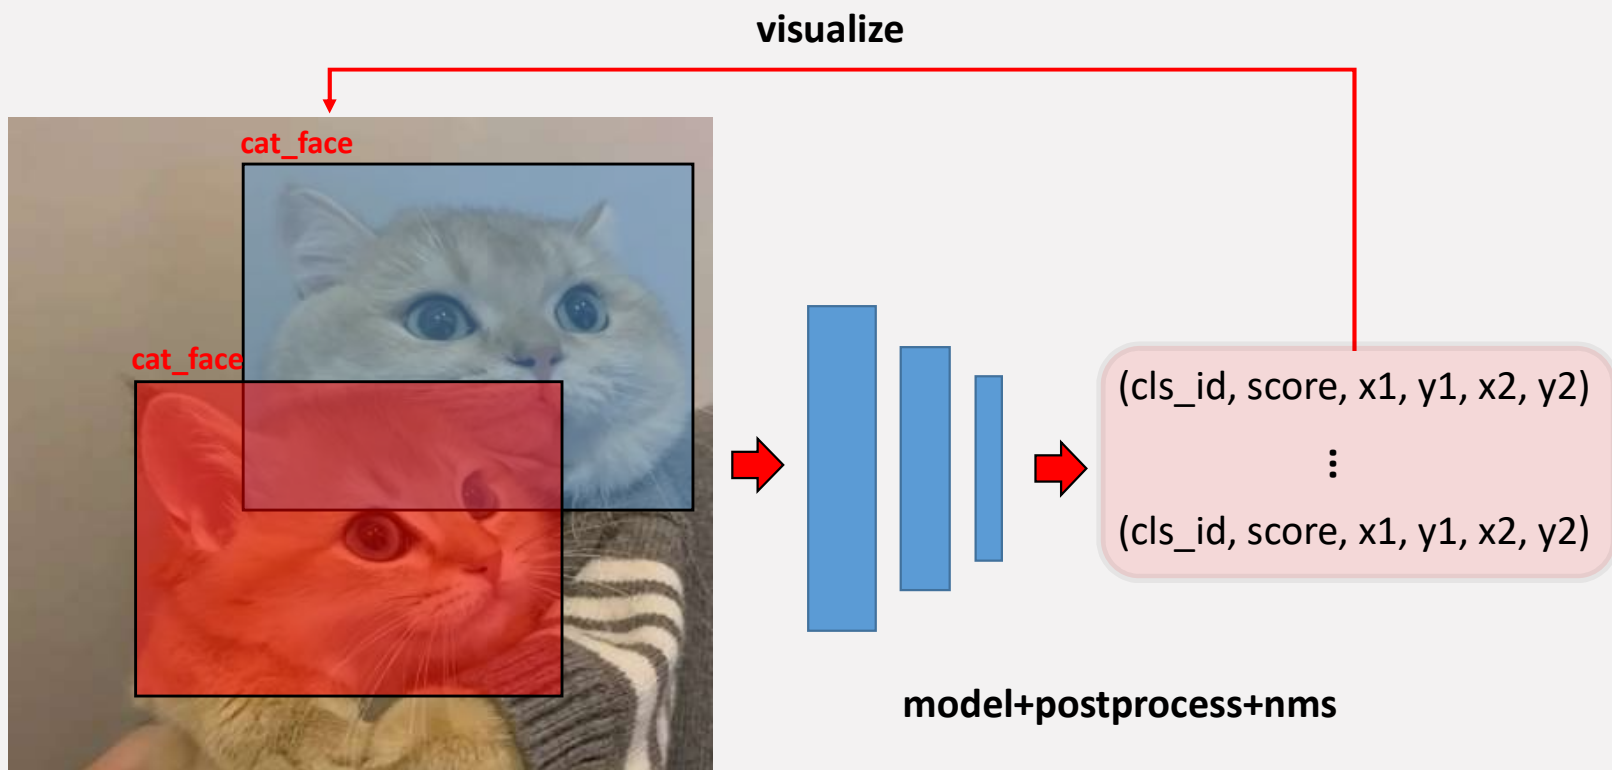 visualize
cat_face
cat_face
(cls_id, score, x1, y1, x2, y2)
⋮
(cls_id, score, x1, y1, x2, y2)
model+postprocess+nms